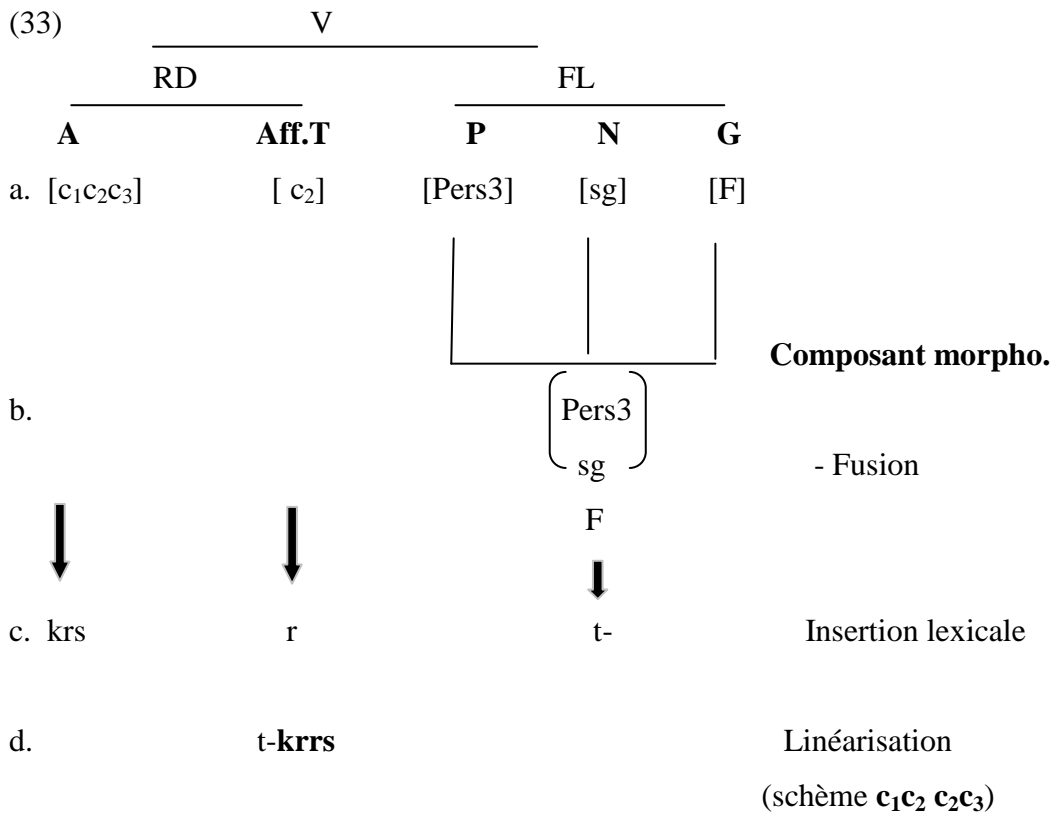 (33) V
RD FL
A Aff.T P N G
a. [c₁c₂c₃] [ c₂] [Pers3] [sg] [F]
Composant morpho.
b. Pers3
sg - Fusion
F
c. krs r t- Insertion lexicale
d. t-krrs Linéarisation
(schème c₁c₂ c₂c₃)